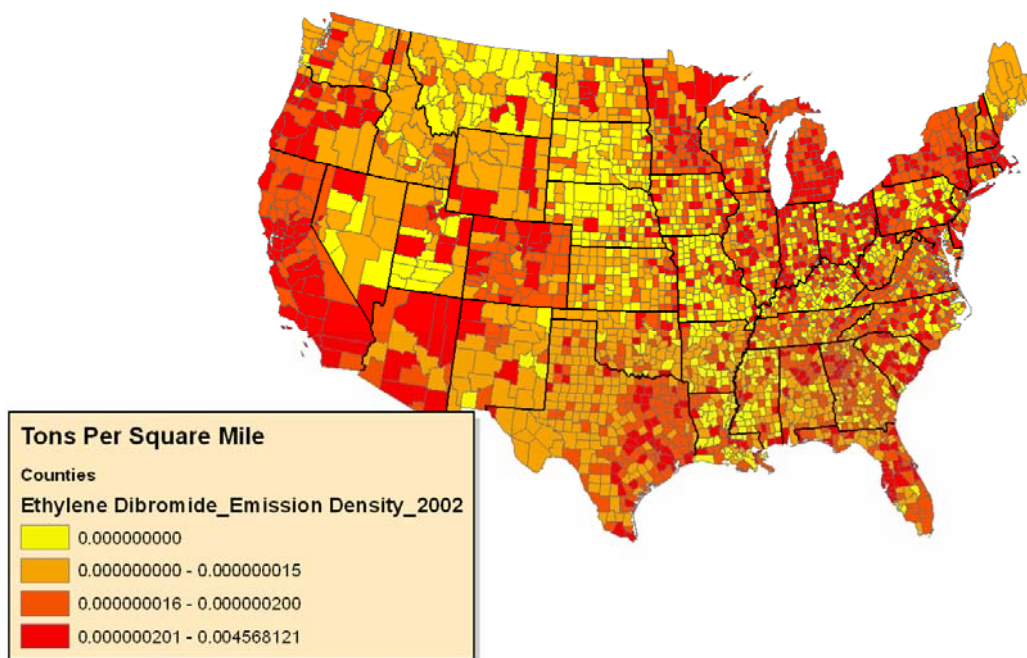 Tons Per Square Mile
Counties
Ethylene Dibromide_Emission Density_2002
0.000000000
0.000000000 - 0.000000015
0.000000016 - 0.000000200
0.000000201 - 0.004568121